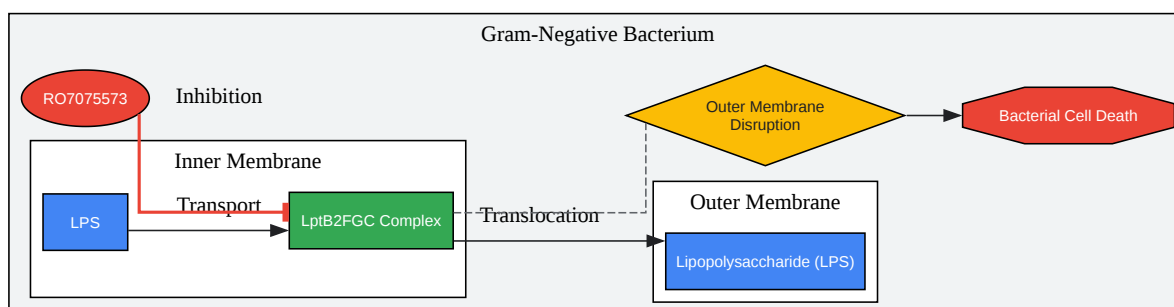 Gram-Negative Bacterium
RO7075573
Inhibition
Outer Membrane
Disruption
Bacterial Cell Death
Inner Membrane
LPS
Transport
LptB2FGC Complex
Translocation
Outer Membrane
Lipopolysaccharide (LPS)